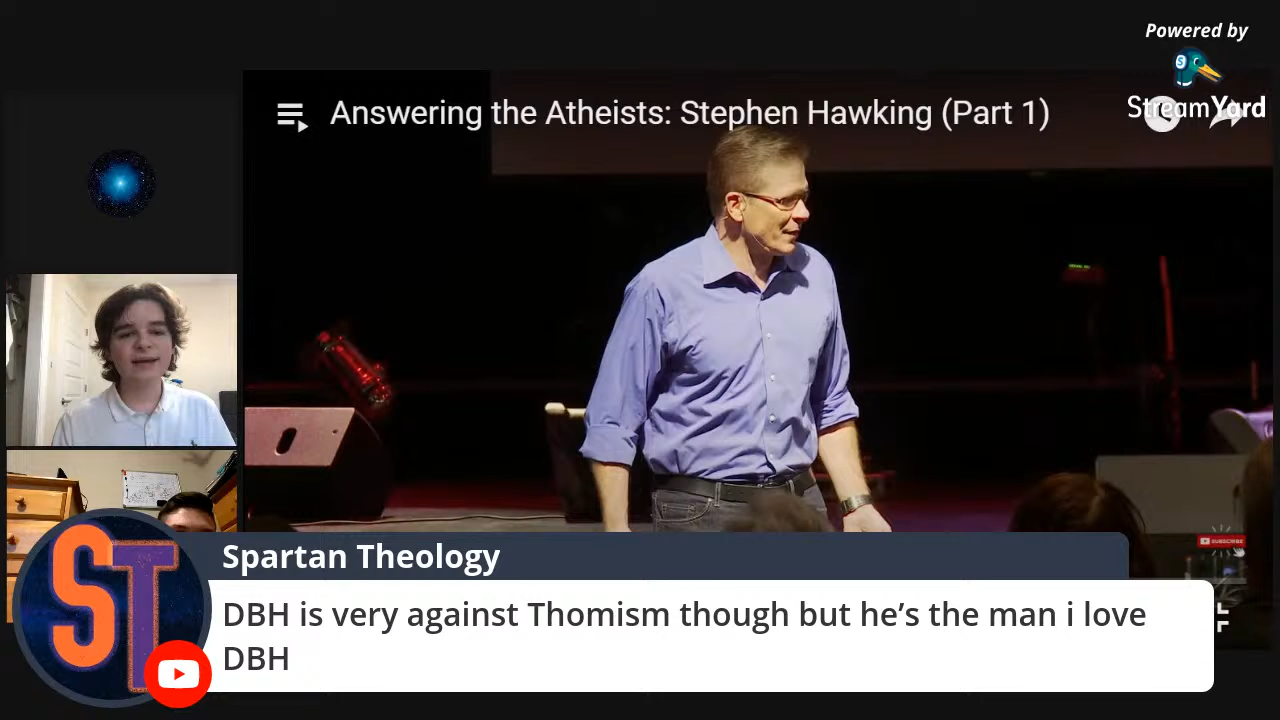 Powered by
StreamYard
Answering the Atheists: Stephen Hawking (Part 1)
SUBSCRIBE
Spartan Theology
DBH is very against Thomism though but he's the man i love
DBH
ST